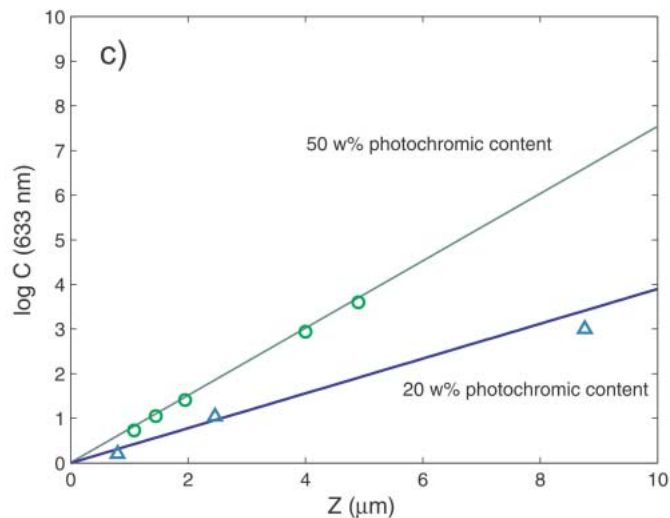 c)
10
9
8
7
6
5
4
3
2
1
0
log C (633 nm)
50 w% photochromic content
20 w% photochromic content
0 2 4 6 8 10
Z (μm)